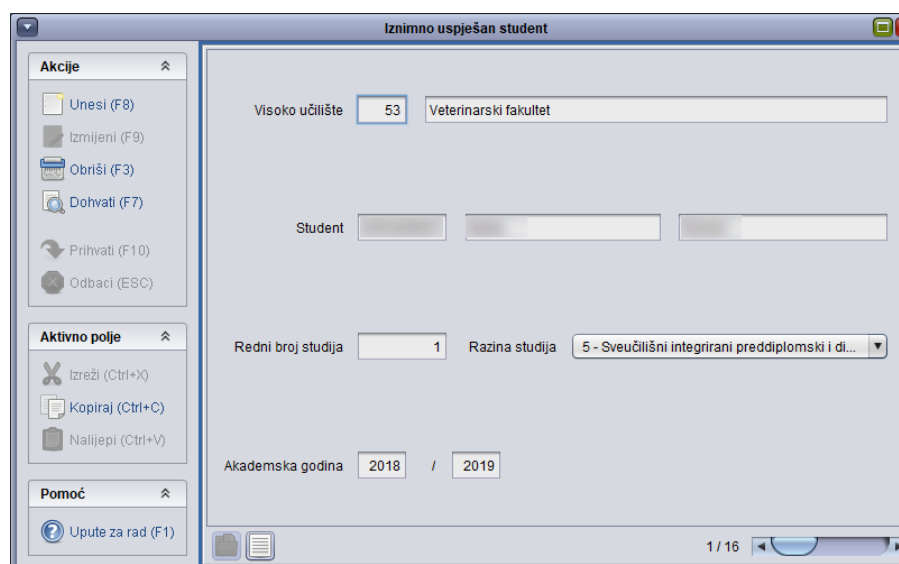 Iznimno uspješan student
Akcije
Unesi (F8)
Izmijeni (F9)
Obriši (F3)
Dohvati (F7)
Prihvati (F10)
Odbaci (ESC)
Aktivno polje
Izreži (Ctrl+X)
Kopiraj (Ctrl+C)
Nalijepi (Ctrl+V)
Pomoć
Upute za rad (F1)
Visoko učilište 53 Veterinarski fakultet
Student
Redni broj studija 1 Razina studija 5 - Sveučilišni integrirani preddiplomski i di...
Akademska godina 2018 / 2019
1 / 16